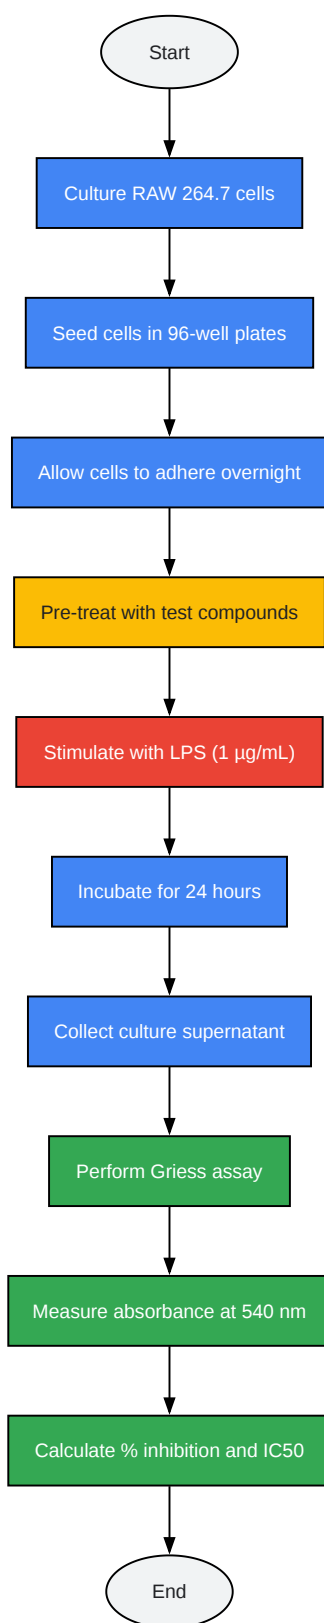 Start
Culture RAW 264.7 cells
Seed cells in 96-well plates
Allow cells to adhere overnight
Pre-treat with test compounds
Stimulate with LPS (1 µg/mL)
Incubate for 24 hours
Collect culture supernatant
Perform Griess assay
Measure absorbance at 540 nm
Calculate % inhibition and IC50
End